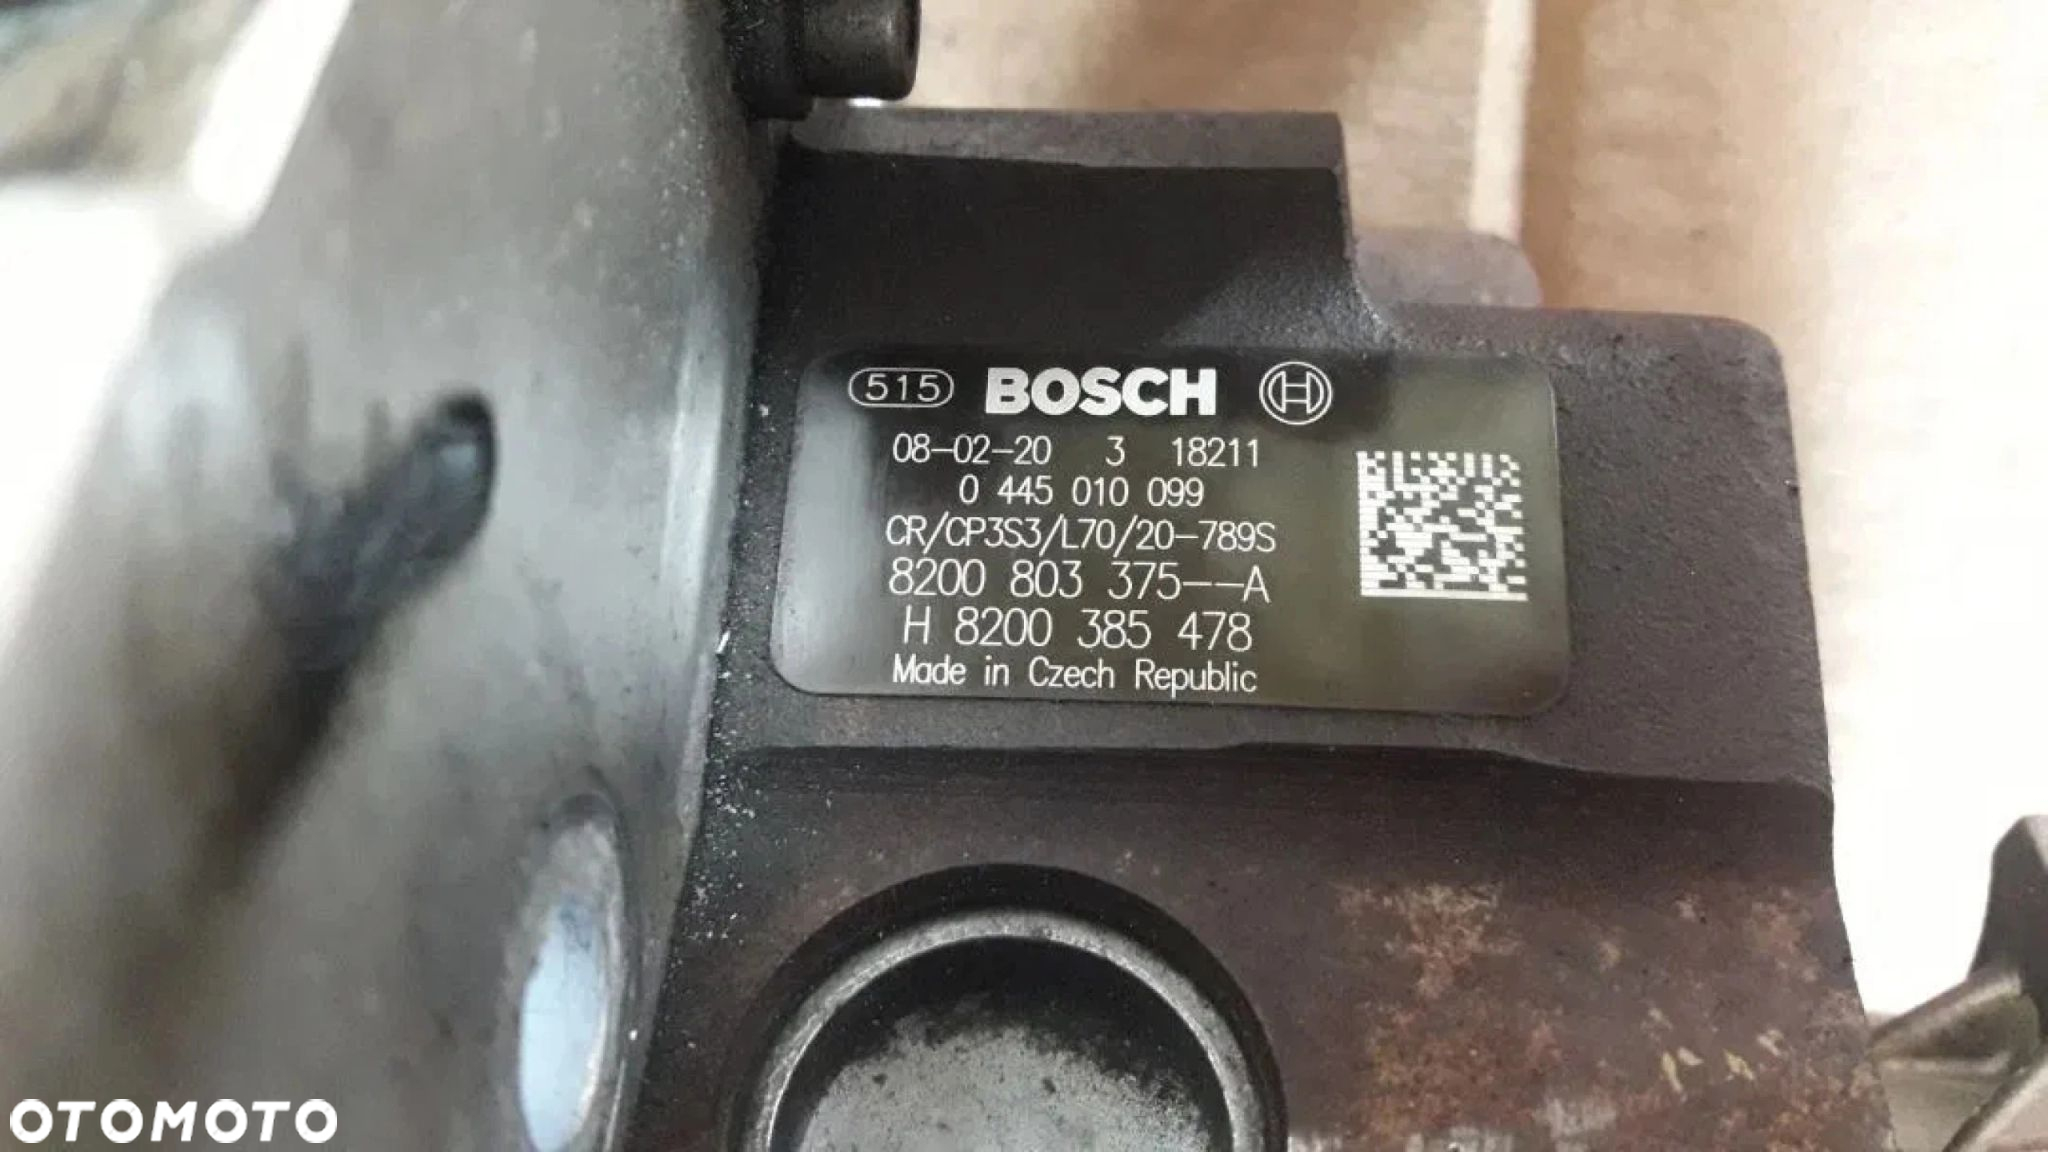 515 BOSCH
08-02-20 3 18211
0 445 010 099
CR/CP3S3/L70/20-789S
8200 803 375--A
H 8200 385 478
Made in Czech Republic
OTOMOTO